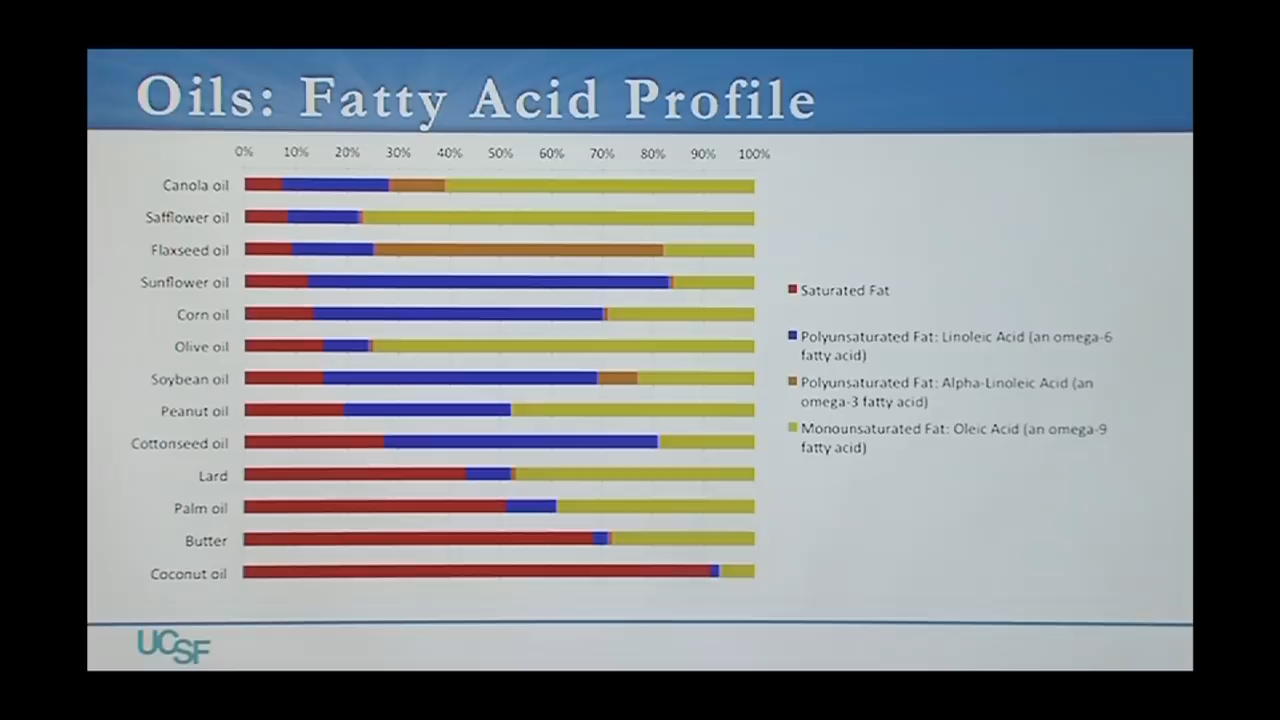 Oils: Fatty Acid Profile
0% 10% 20% 30% 40% 50% 60% 70% 80% 90% 100%
Canola oil
Safflower oil
Flaxseed oil
Sunflower oil
Corn oil
Olive oil
Soybean oil
Peanut oil
Cottonseed oil
Lard
Palm oil
Butter
Coconut oil
Saturated Fat
Polyunsaturated Fat: Linoleic Acid (an omega-6
fatty acid)
Polyunsaturated Fat: Alpha-Linoleic Acid (an
omega-3 fatty acid)
Monounsaturated Fat: Oleic Acid (an omega-9
fatty acid)
UCSF